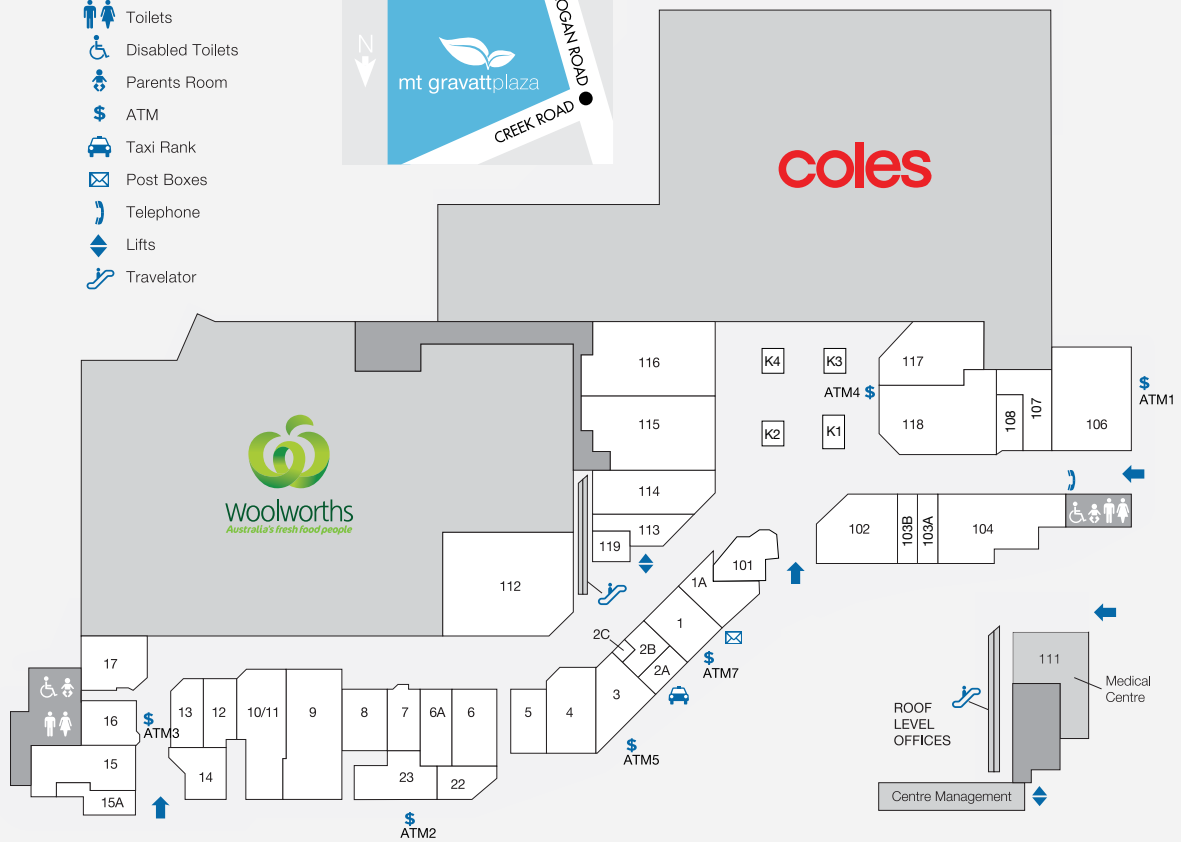 Toilets
Disabled Toilets
Parents Room
$ ATM
Taxi Rank
Post Boxes
Telephone
Lifts
Travelator
N
mt gravattplaza
OGAN ROAD
CREEK ROAD
coles
Woolworths
Australia's fresh food people
116
115
114
113
119
112
K4
K3
K2
K1
117
ATM4 $
118
108
107
106
$
ATM1
102
103B
103A
104
101
1A
1
2C
2B
2A
3
$
ATM7
4
5
$
ATM5
17
16
$
ATM3
15
15A
13
12
10/11
9
14
8
7
6A
6
23
22
$
ATM2
111
Medical
Centre
ROOF
LEVEL
OFFICES
Centre Management